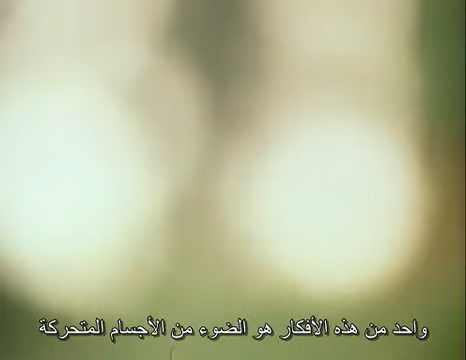 واحد من هذه الأفكار هو الضوء من الأجسام المتحركة